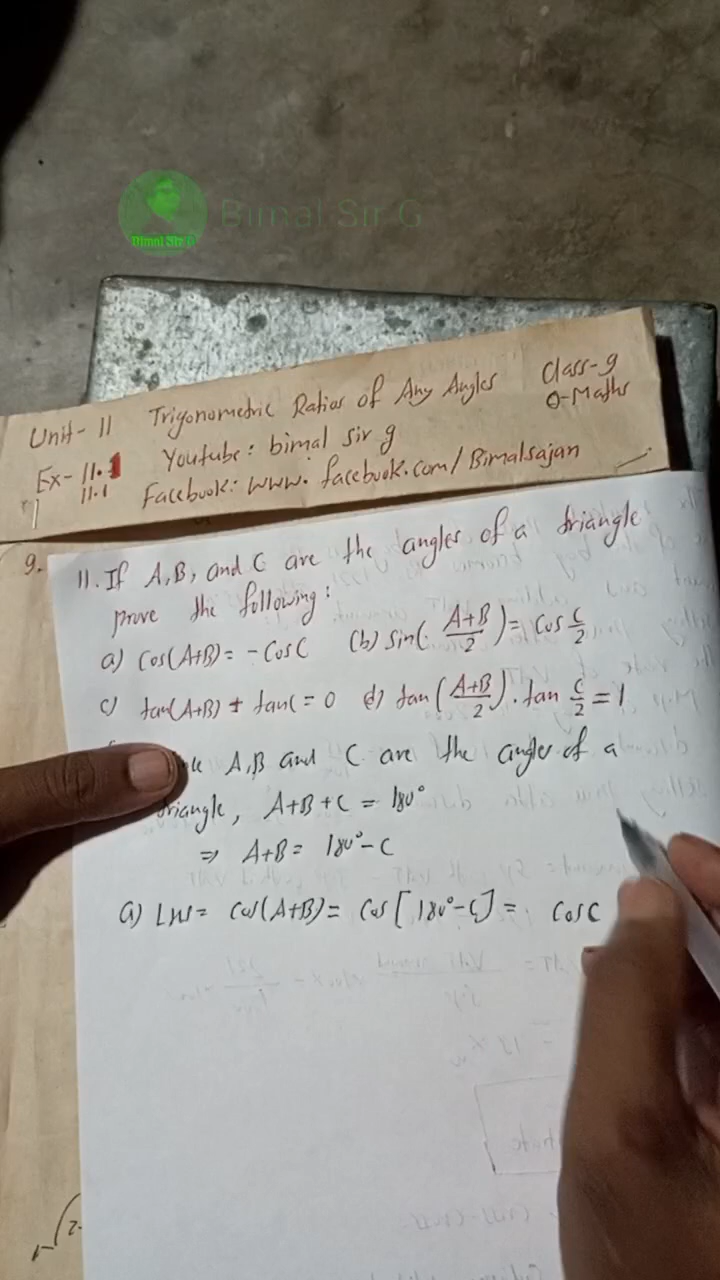 Bimal Sir G
Bimal Sir G
Unit-11 Trigonometric Ratios of Any Angles Class-9
O-Maths
Ex-11.1 Youtube: bimal sir g
11.1 Facebook: www.facebook.com/Bimalsajan
9.
11. If A, B, and C are the angles of a triangle
prove the following:
a) Cos(A+B) = -Cos C (b) Sin(A+B/2) = Cos C/2
c) tan(A+B) + tanC = 0 d) tan(A+B/2) . tan C/2 = 1
A, B and C are the angles of a
triangle, A+B+C = 180°
⇒ A+B = 180°-C
a) LHS = Cos(A+B) = Cos[180°-C] = Cos C